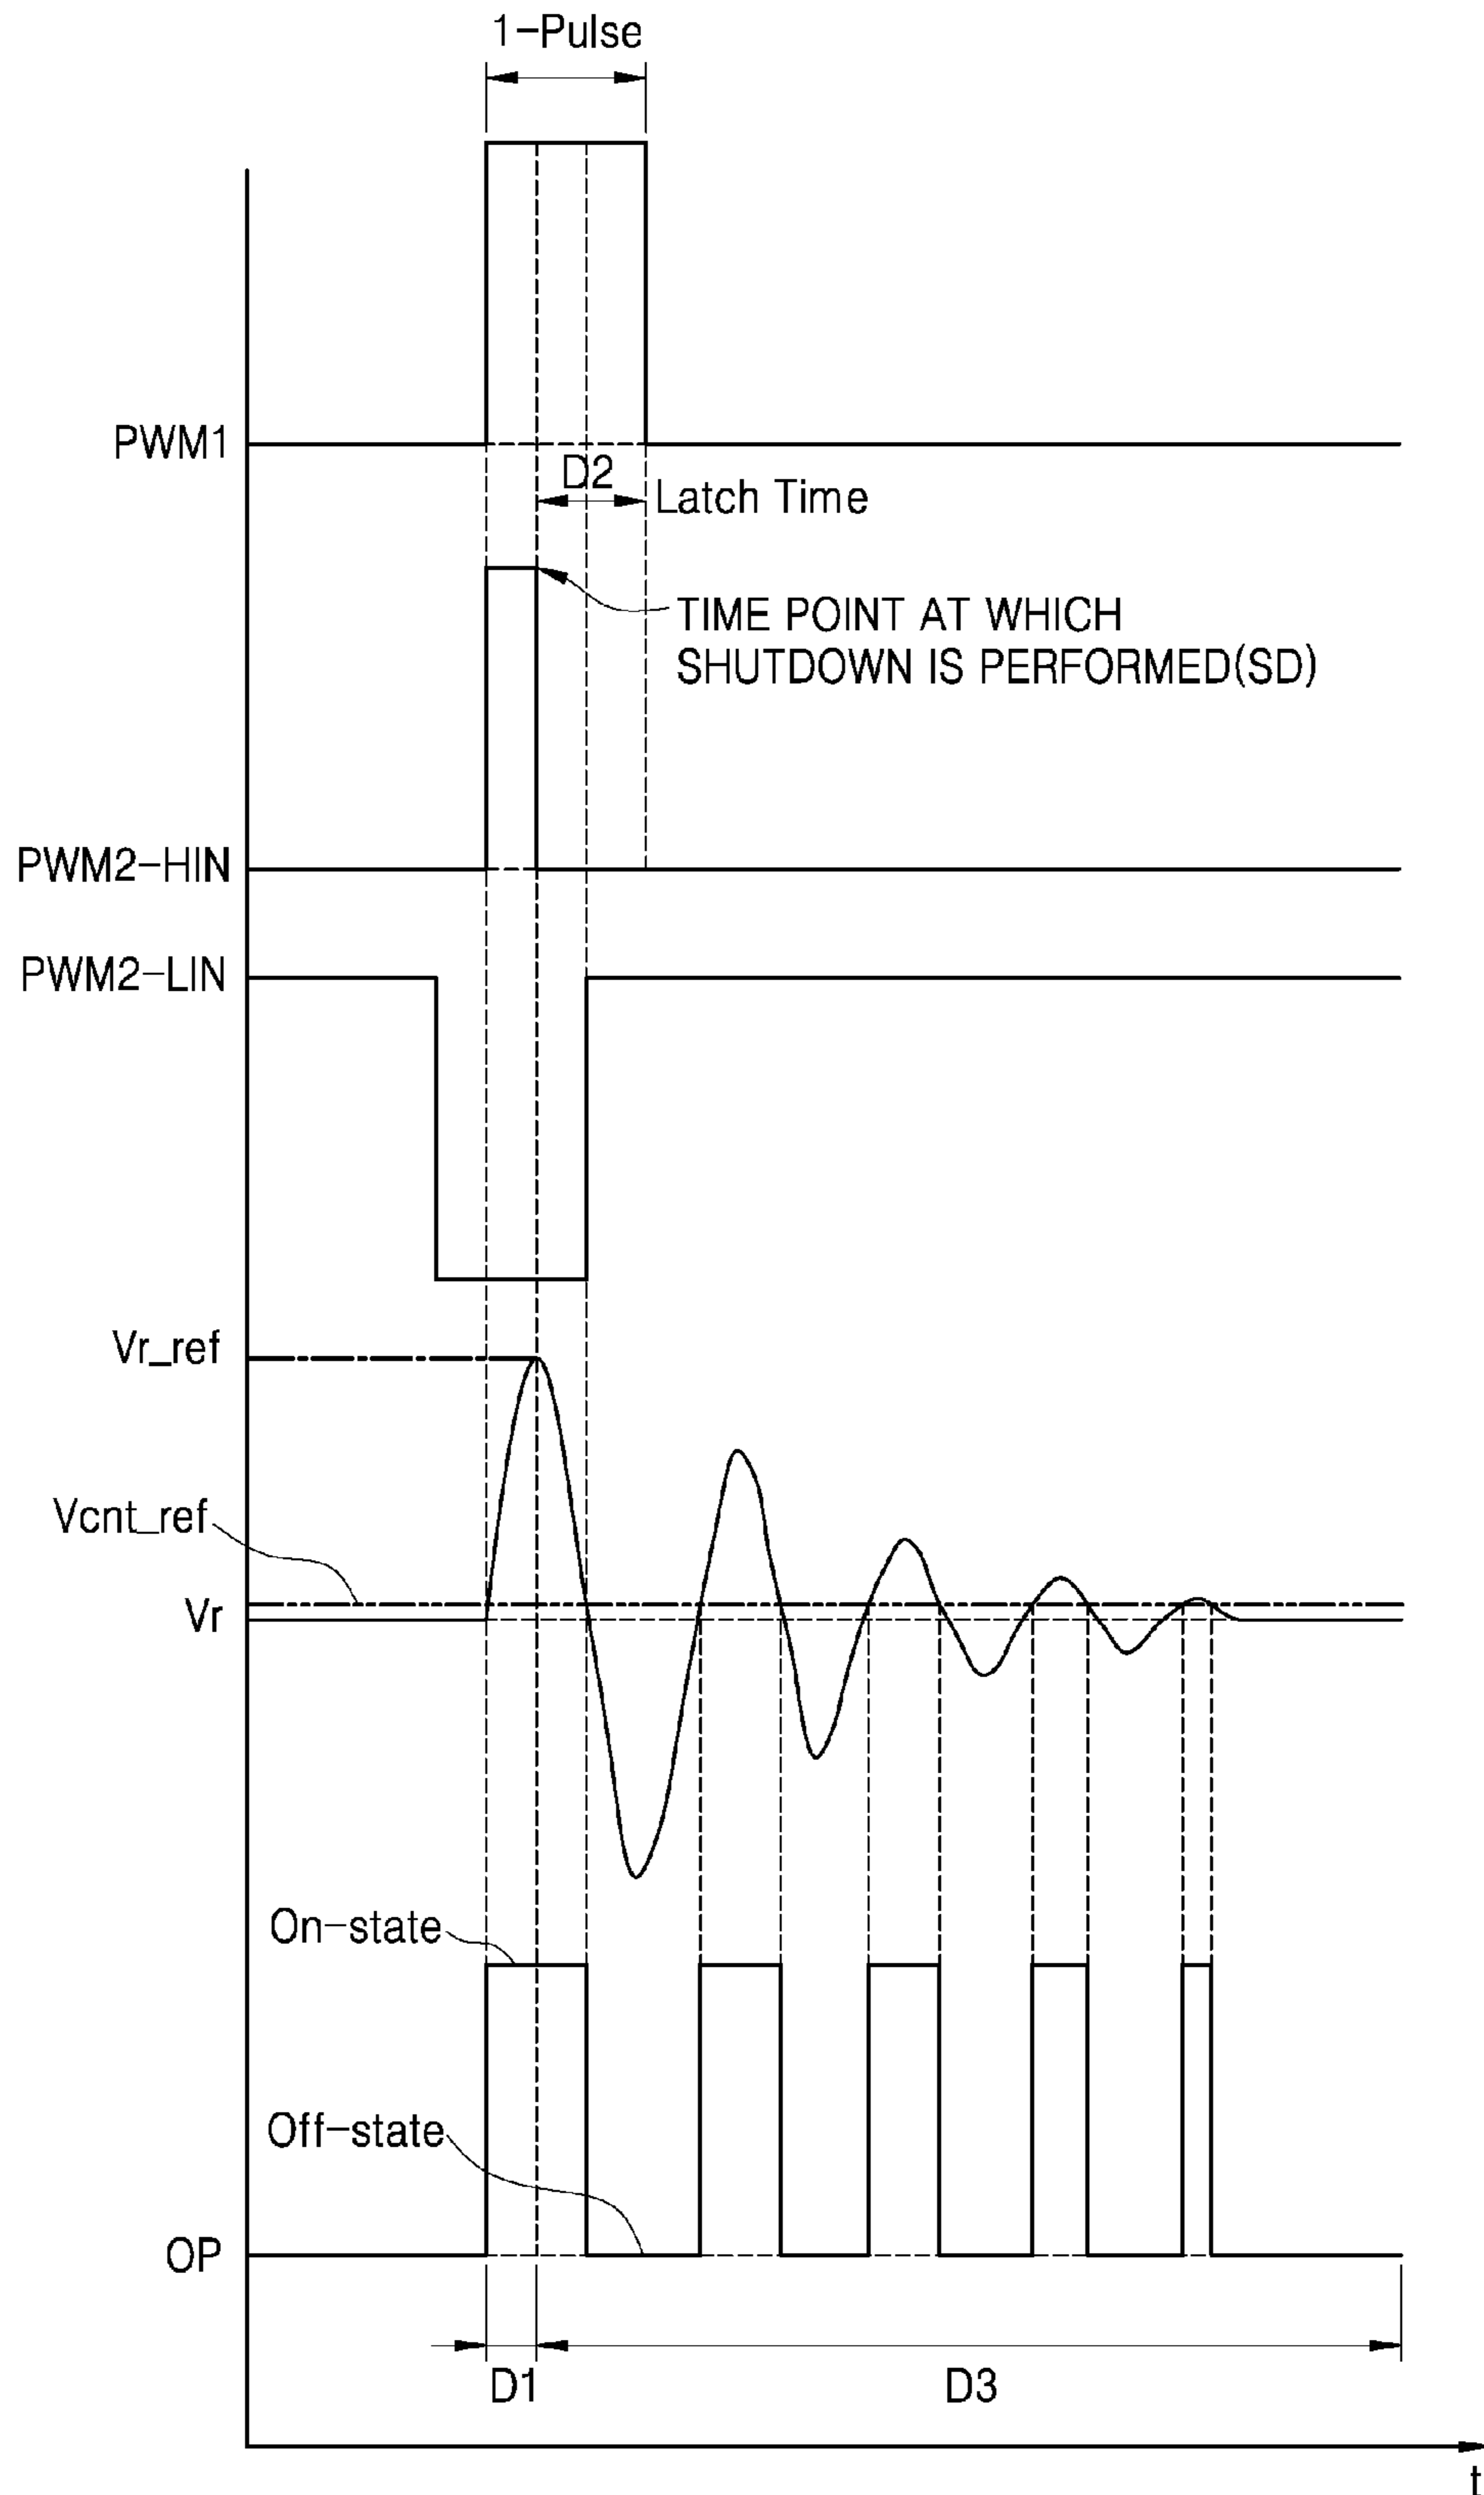 1-Pulse
PWM1
D2
Latch Time
TIME POINT AT WHICH
SHUTDOWN IS PERFORMED(SD)
PWM2-HIN
PWM2-LIN
Vr_ref
Vcnt_ref
Vr
On-state
Off-state
OP
D1
D3
t